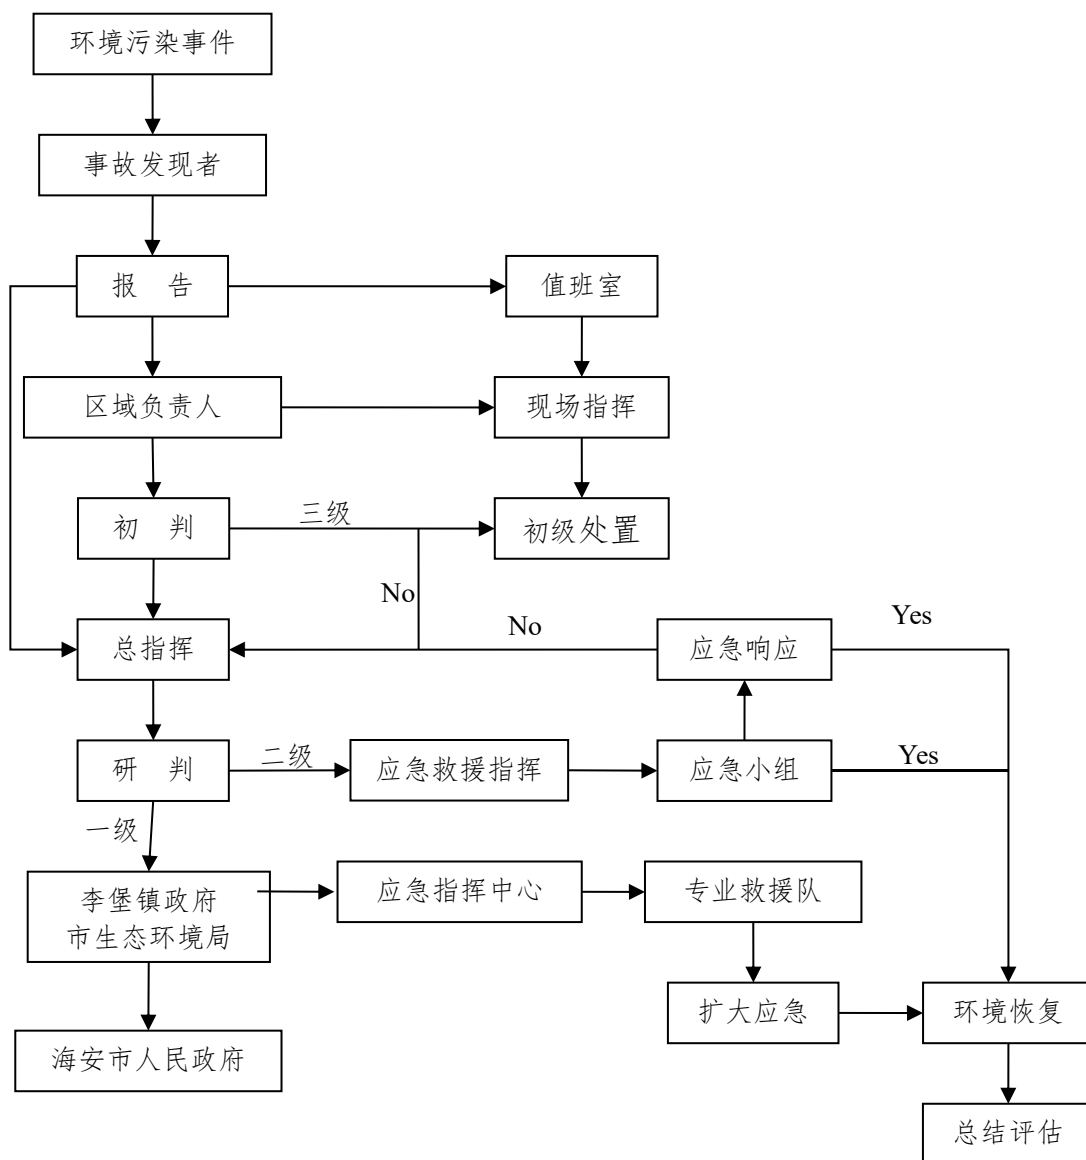 环境污染事件
事故发现者
报 告
值班室
区域负责人
现场指挥
初 判
三级
初级处置
No
总指挥
No
应急响应
Yes
研 判
二级
应急救援指挥
应急小组
Yes
一级
李堡镇政府
市生态环境局
应急指挥中心
专业救援队
扩大应急
环境恢复
海安市人民政府
总结评估